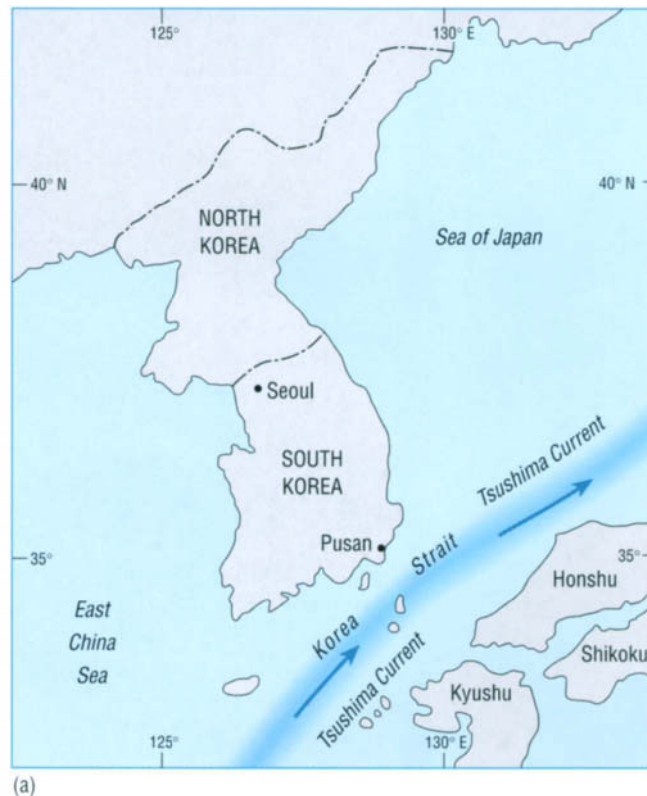 125°
130° E
40° N
40° N
NORTH
KOREA
Sea of Japan
Seoul
SOUTH
KOREA
Tsushima Current
Pusan
Strait
35°
35°
Honshu
East
China
Sea
Korea
Shikoku
Tsushima Current
Kyushu
125°
130° E
(a)